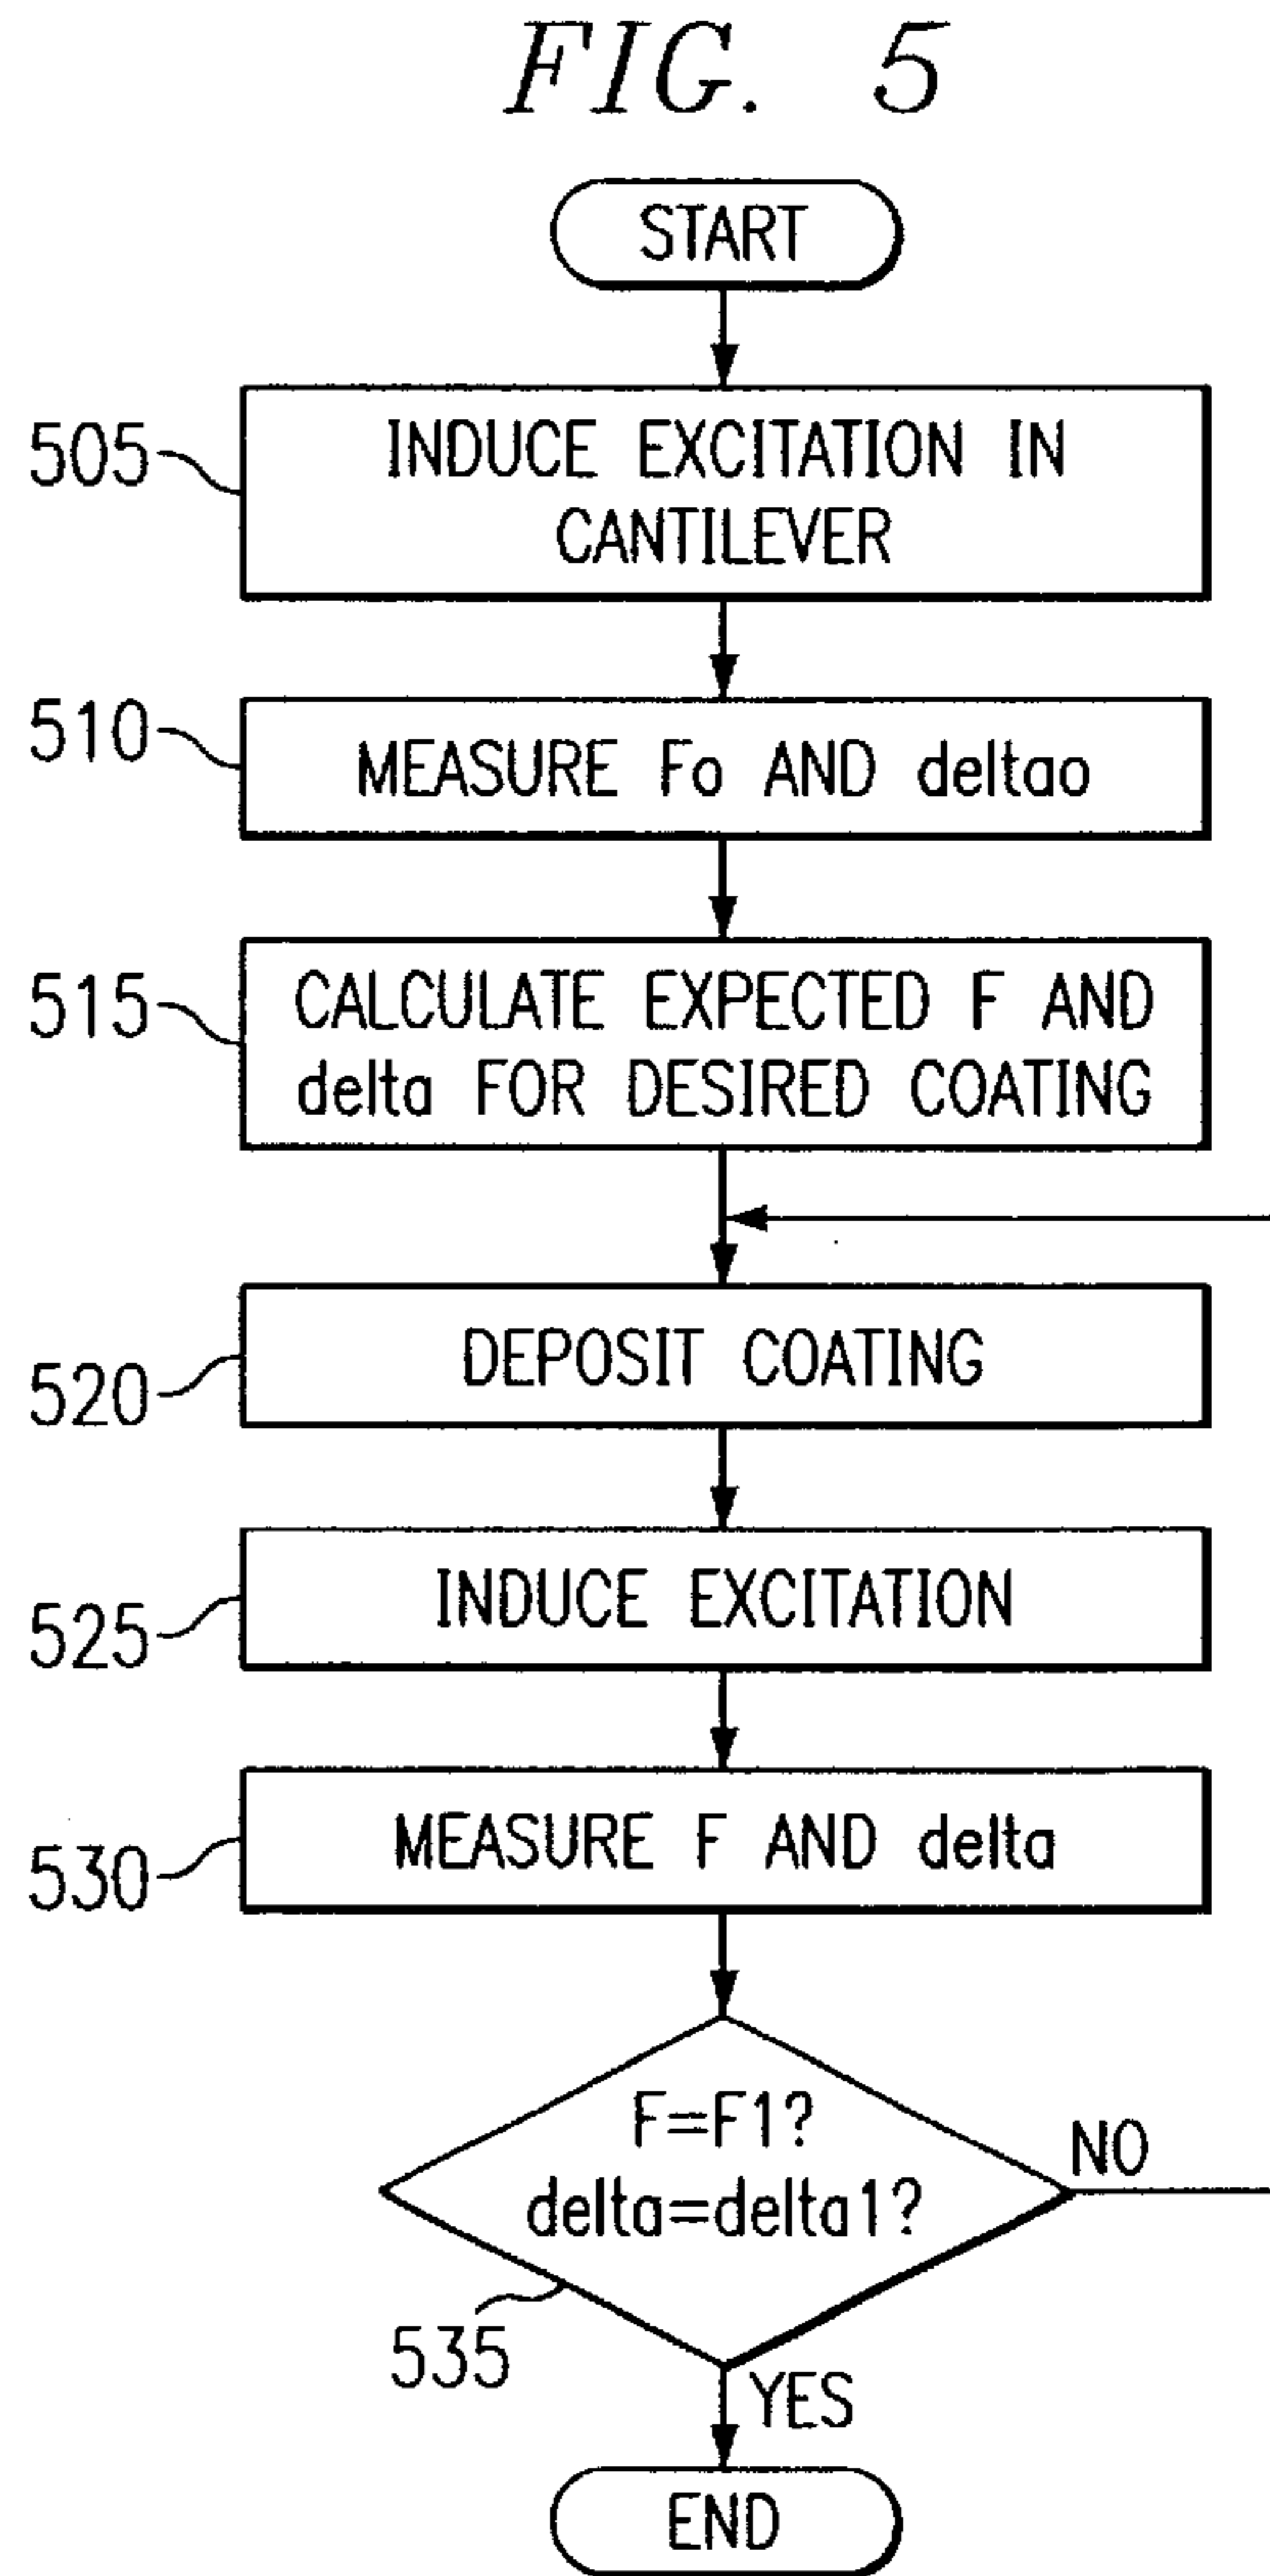 FIG. 5
START
505
INDUCE EXCITATION IN
CANTILEVER
510
MEASURE Fo AND deltao
515
CALCULATE EXPECTED F AND
delta FOR DESIRED COATING
520
DEPOSIT COATING
525
INDUCE EXCITATION
530
MEASURE F AND delta
F=F1?
delta=delta1?
NO
535
YES
END